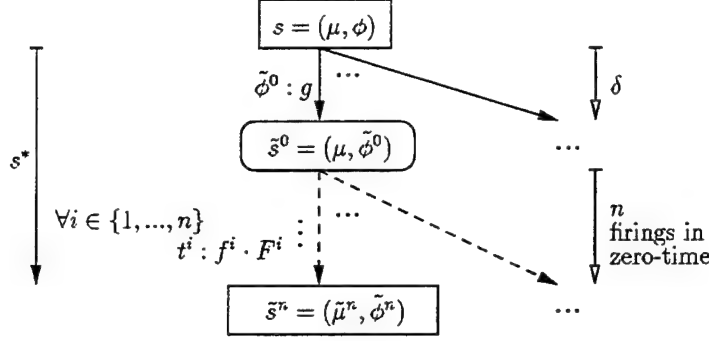 s = (μ, ϕ)
ϕ̃⁰ : g
...
δ
s̃⁰ = (μ, ϕ̃⁰)
...
s*
∀i ∈ {1, ..., n}
tⁱ : fⁱ · Fⁱ
⋮
...
n
firings in
zero-time
s̃ⁿ = (μ̃ⁿ, ϕ̃ⁿ)
...